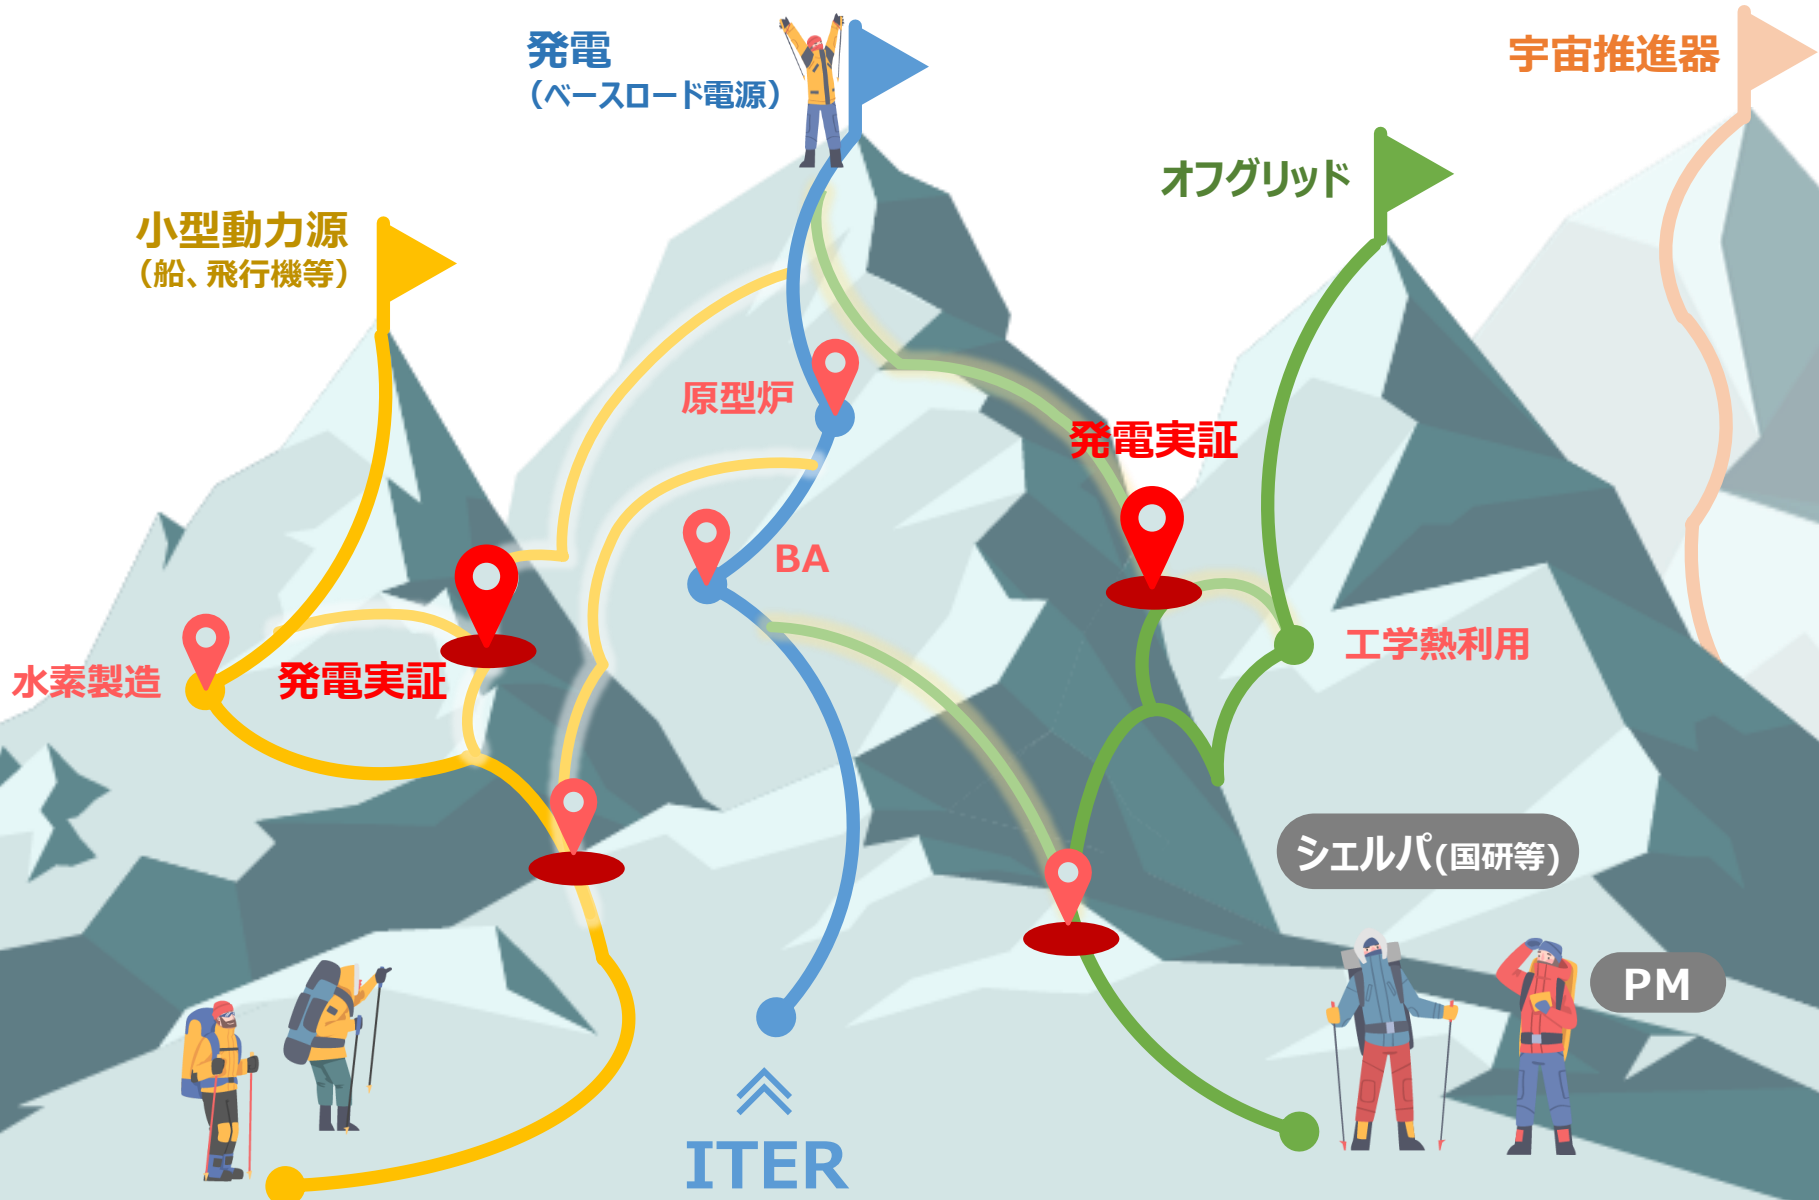 発電
（ベースロード電源）
宇宙推進器
オフグリッド
小型動力源
（船、飛行機等）
原型炉
発電実証
BA
工学熱利用
水素製造
発電実証
シェルパ(国研等)
PM
ITER